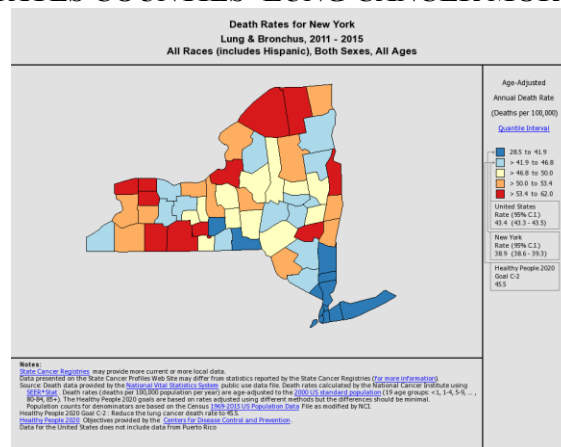 Death Rates for New York
Lung & Bronchus, 2011 - 2015
All Races (includes Hispanic), Both Sexes, All Ages
Age-Adjusted
Annual Death Rate
(Deaths per 100,000)
Quantile Interval
28.5 to 41.9
> 41.9 to 46.8
> 46.8 to 50.0
> 50.0 to 53.4
> 53.4 to 62.0
United States
Rate (95% C.I.)
43.4 (43.3 - 43.5)
New York
Rate (95% C.I.)
38.9 (38.6 - 39.3)
Healthy People 2020
Goal C-2
45.5
Notes:
State Cancer Registries may provide more current or more local data.
Data presented on the State Cancer Profiles Web Site may differ from statistics reported by the State Cancer Registries (for more information).
Source: Death data provided by the National Vital Statistics System public use data file. Death rates calculated by the National Cancer Institute using
SEER*Stat. Death rates (deaths per 100,000 population per year) are age-adjusted to the 2000 US standard population (19 age groups: <1, 1-4, 5-9, ... ,
80-84, 85+). The Healthy People 2020 goals are based on rates adjusted using different methods but the differences should be minimal.
Population counts for denominators are based on the Census 1969-2015 US Population Data File as modified by NCI.
Healthy People 2020 Goal C-2 : Reduce the lung cancer death rate to 45.5.
Healthy People 2020 Objectives provided by the Centers for Disease Control and Prevention.
Data for the United States does not include data from Puerto Rico